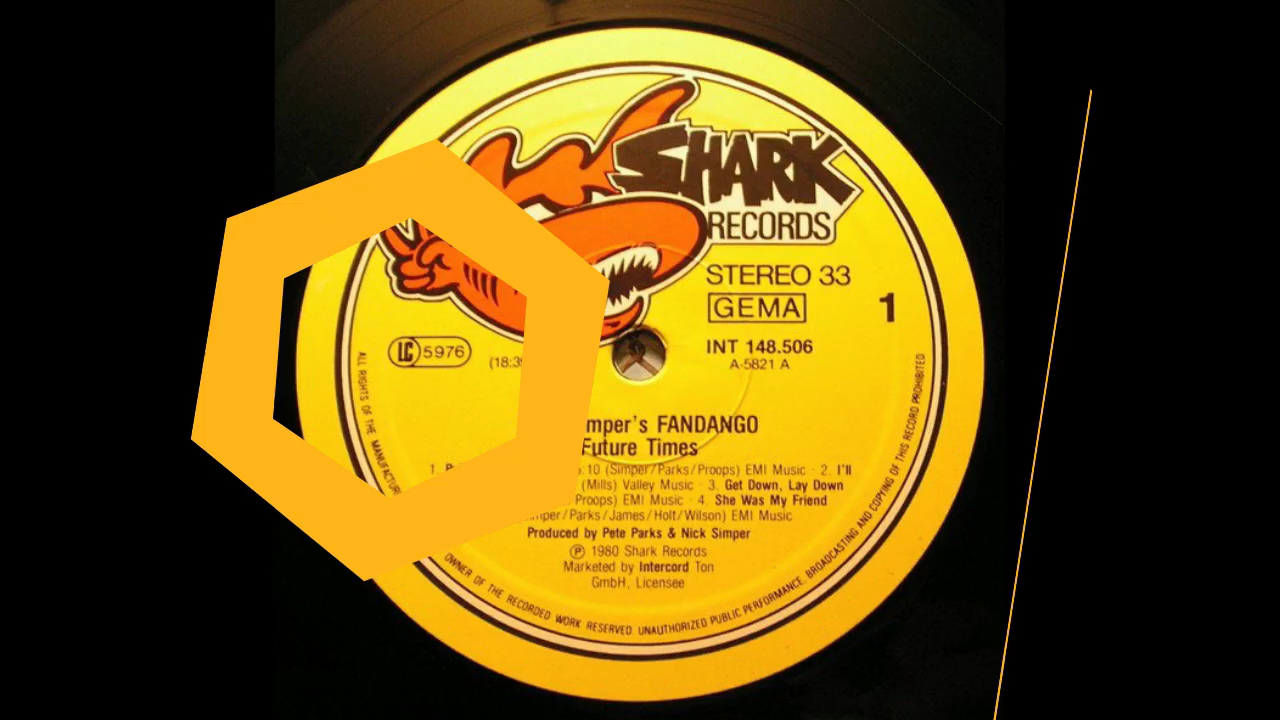 SHARK
RECORDS
STEREO 33
GEMA
1
LC 5976
INT 148.506
A-5821 A
mper's FANDANGO
Future Times
1.
:10 (Simper/Parks/Proops) EMI Music · 2. I'll
(Mills) Valley Music · 3. Get Down, Lay Down
Proops) EMI Music · 4. She Was My Friend
mper/Parks/James/Holt/Wilson) EMI Music
Produced by Pete Parks & Nick Simper
Ⓟ 1980 Shark Records
Marketed by Intercord Ton
GmbH, Licensee
ALL RIGHTS OF THE MANUFACTUR
OWNER OF THE RECORDED WORK RESERVED. UNAUTHORIZED PUBLIC PERFORMANCE, BROADCASTING AND COPYING OF THIS RECORD PROHIBITED